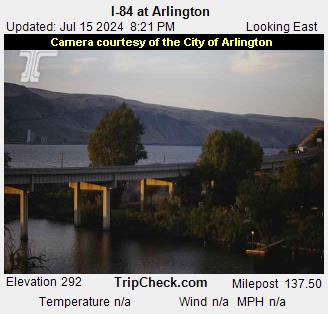 I-84 at Arlington
Updated: Jul 15 2024 8:21 PM Looking East
Camera courtesy of the City of Arlington
Elevation 292 TripCheck.com Milepost 137.50
Temperature n/a Wind n/a MPH n/a